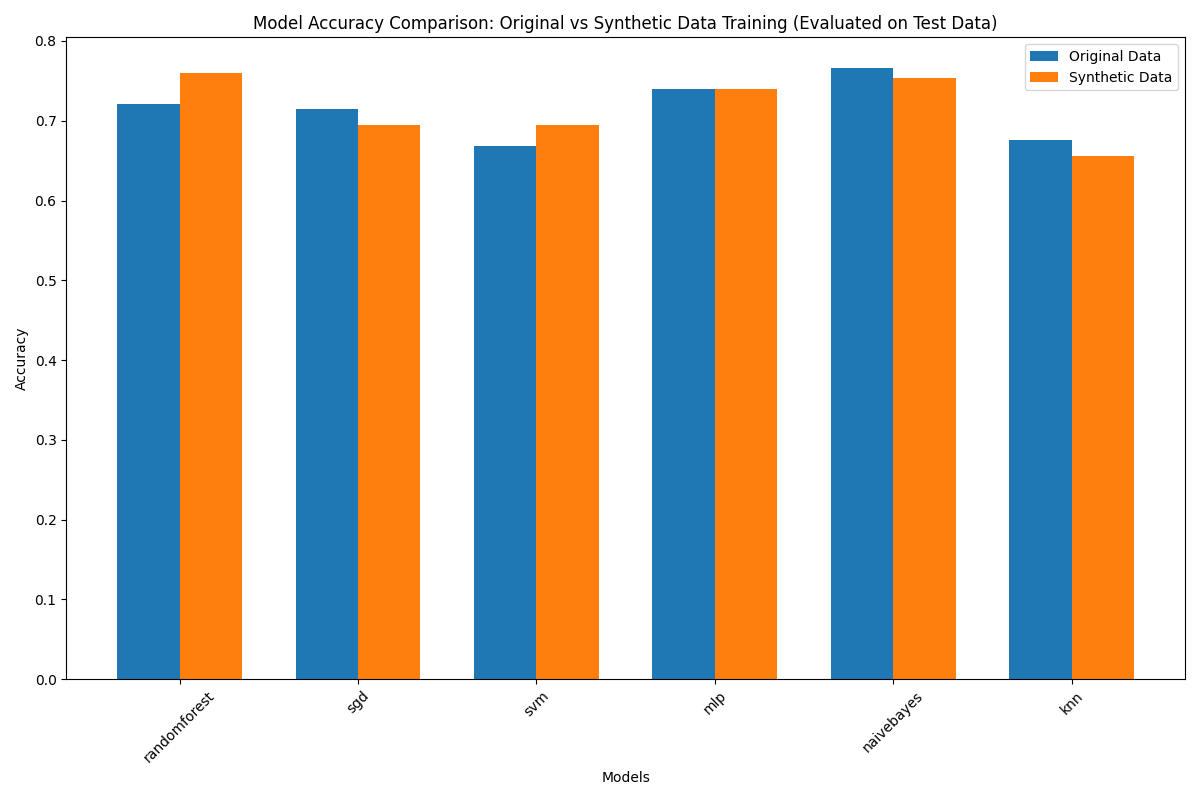 Model Accuracy Comparison: Original vs Synthetic Data Training (Evaluated on Test Data)
Original Data
Synthetic Data
0.8
0.7
0.6
0.5
0.4
0.3
0.2
0.1
0.0
Accuracy
randomforest
sgd
svm
mlp
naivebayes
knn
Models